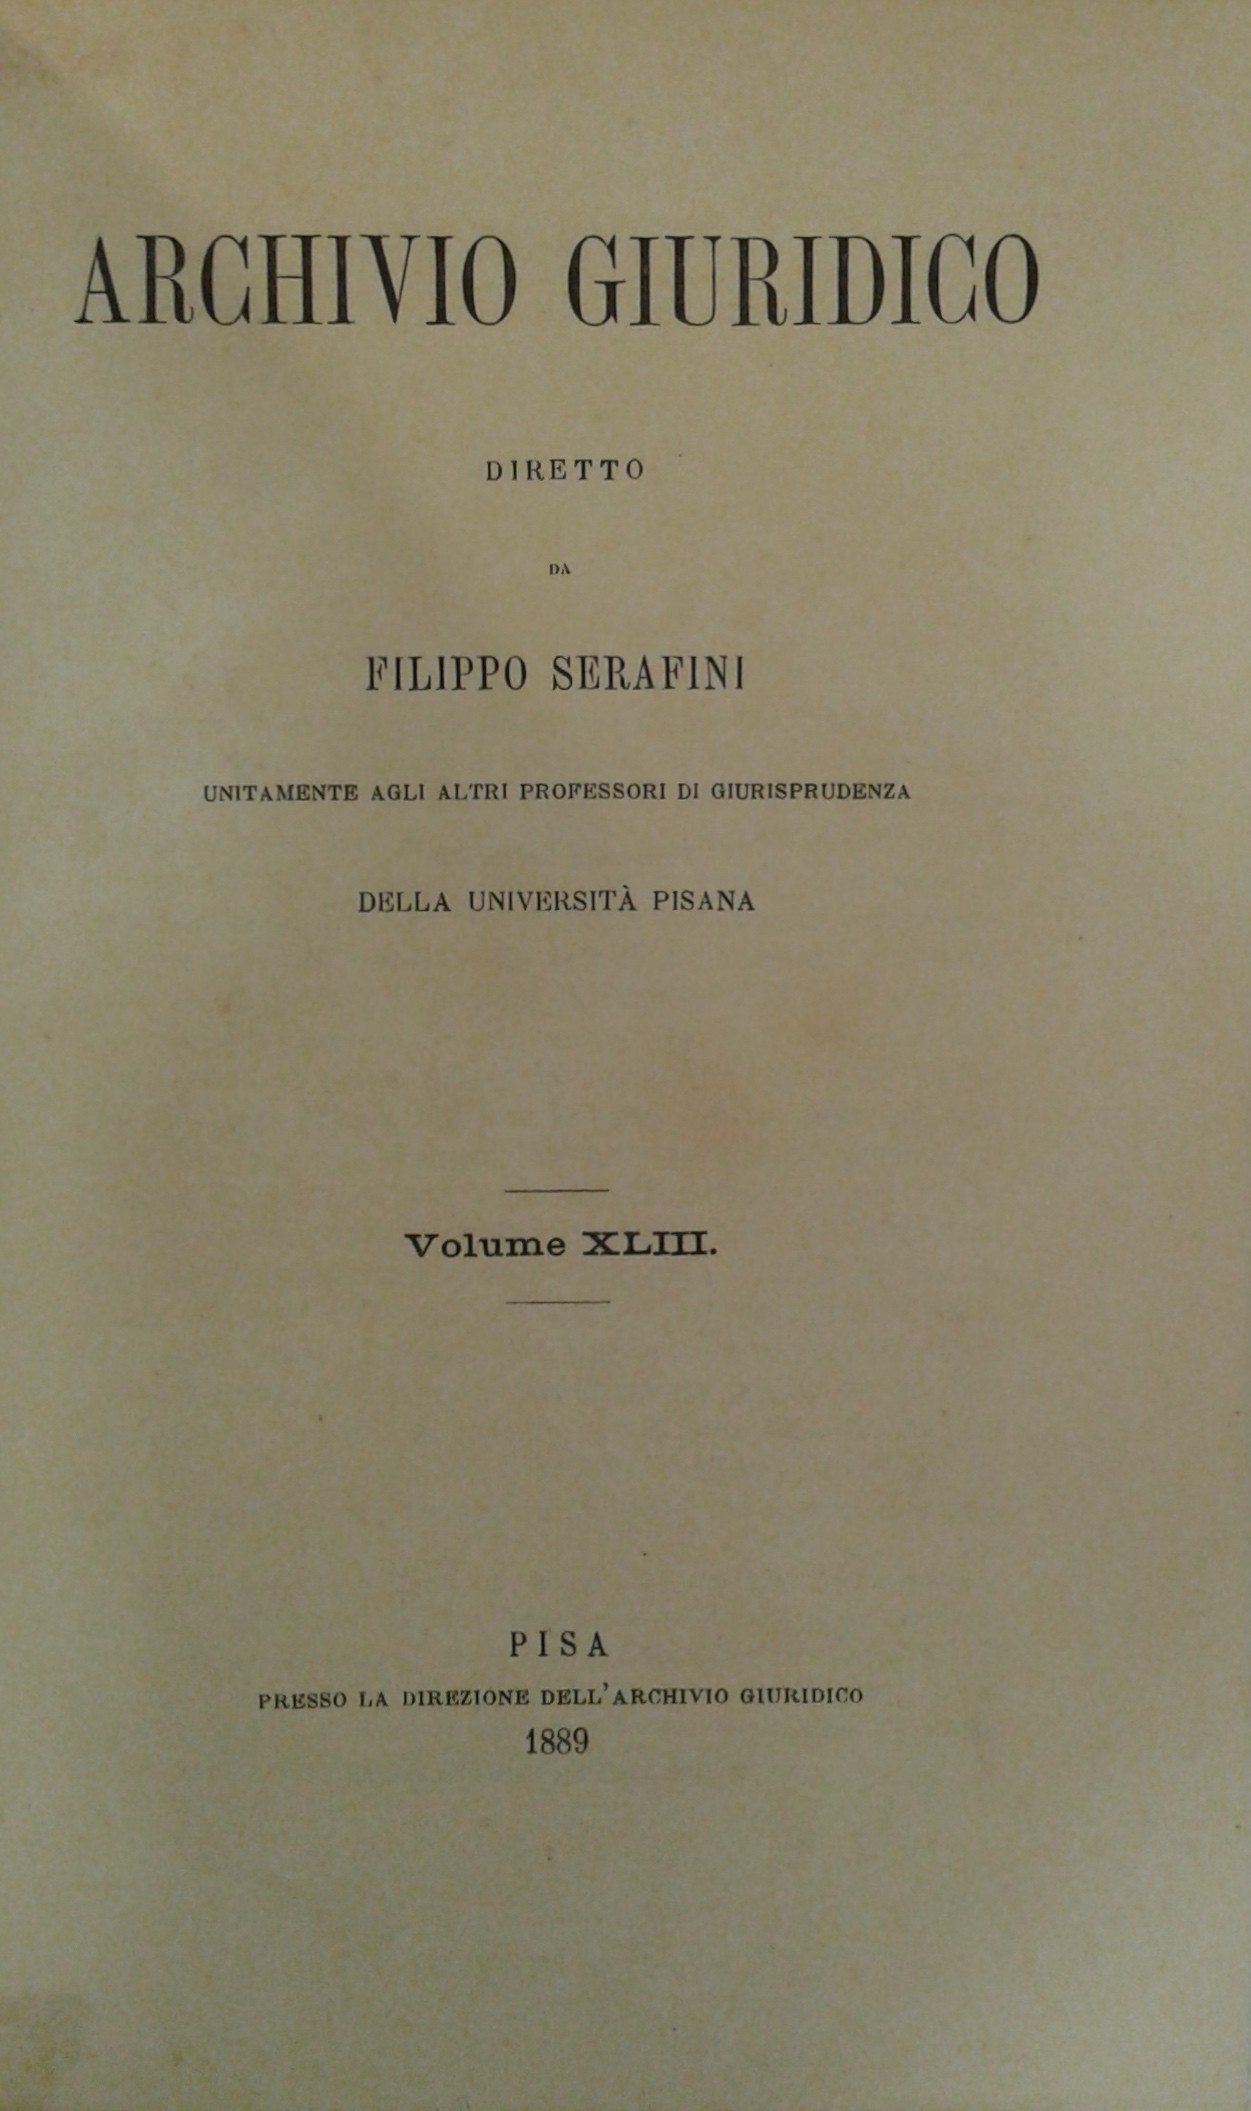 ARCHIVIO GIURIDICO
DIRETTO
DA
FILIPPO SERAFINI
UNITAMENTE AGLI ALTRI PROFESSORI DI GIURISPRUDENZA
DELLA UNIVERSITÀ PISANA
Volume XLIII.
PISA
PRESSO LA DIREZIONE DELL'ARCHIVIO GIURIDICO
1889